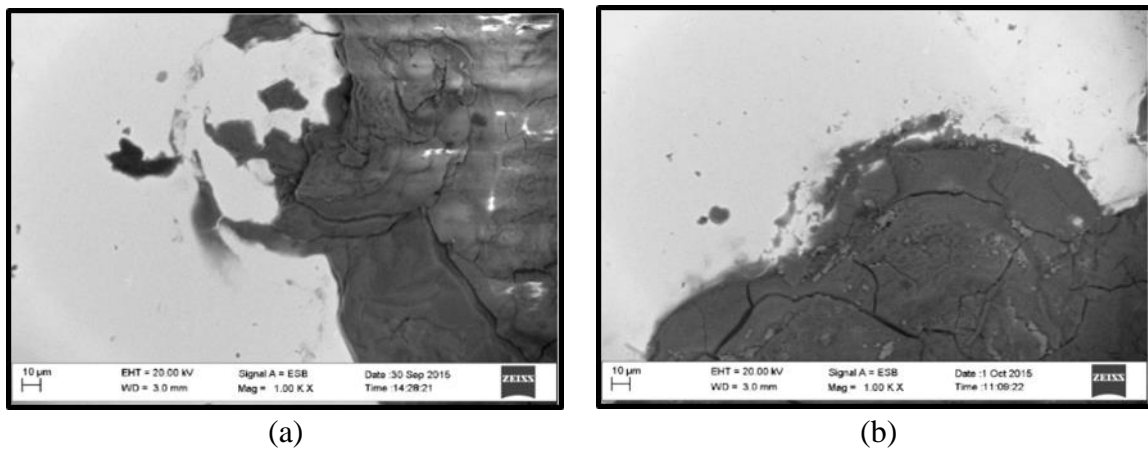 10 µm
EHT = 20.00 kV
WD = 3.0 mm
Signal A = ESB
Mag = 1.00 K X
Date :30 Sep 2015
Time :14:28:21
ZEISS
(a)
10 µm
EHT = 20.00 kV
WD = 3.0 mm
Signal A = ESB
Mag = 1.00 K X
Date :1 Oct 2015
Time :11:09:22
ZEISS
(b)